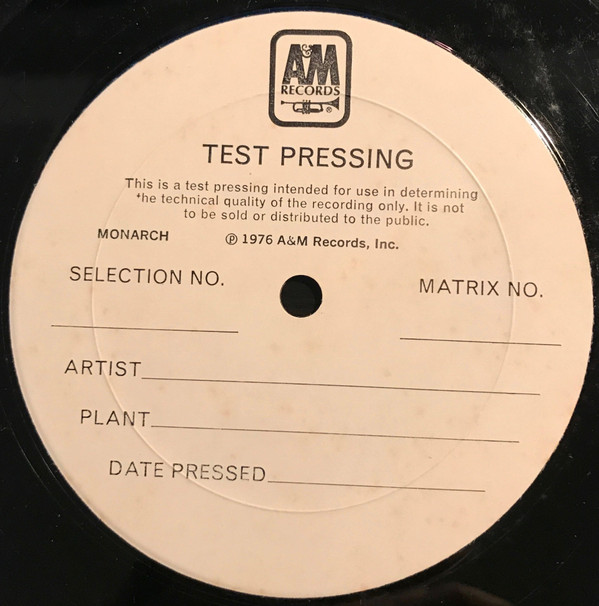 A&M
RECORDS
®
TEST PRESSING
This is a test pressing intended for use in determining
the technical quality of the recording only. It is not
to be sold or distributed to the public.
MONARCH ℗ 1976 A&M Records, Inc.
SELECTION NO. MATRIX NO.
ARTIST
PLANT
DATE PRESSED